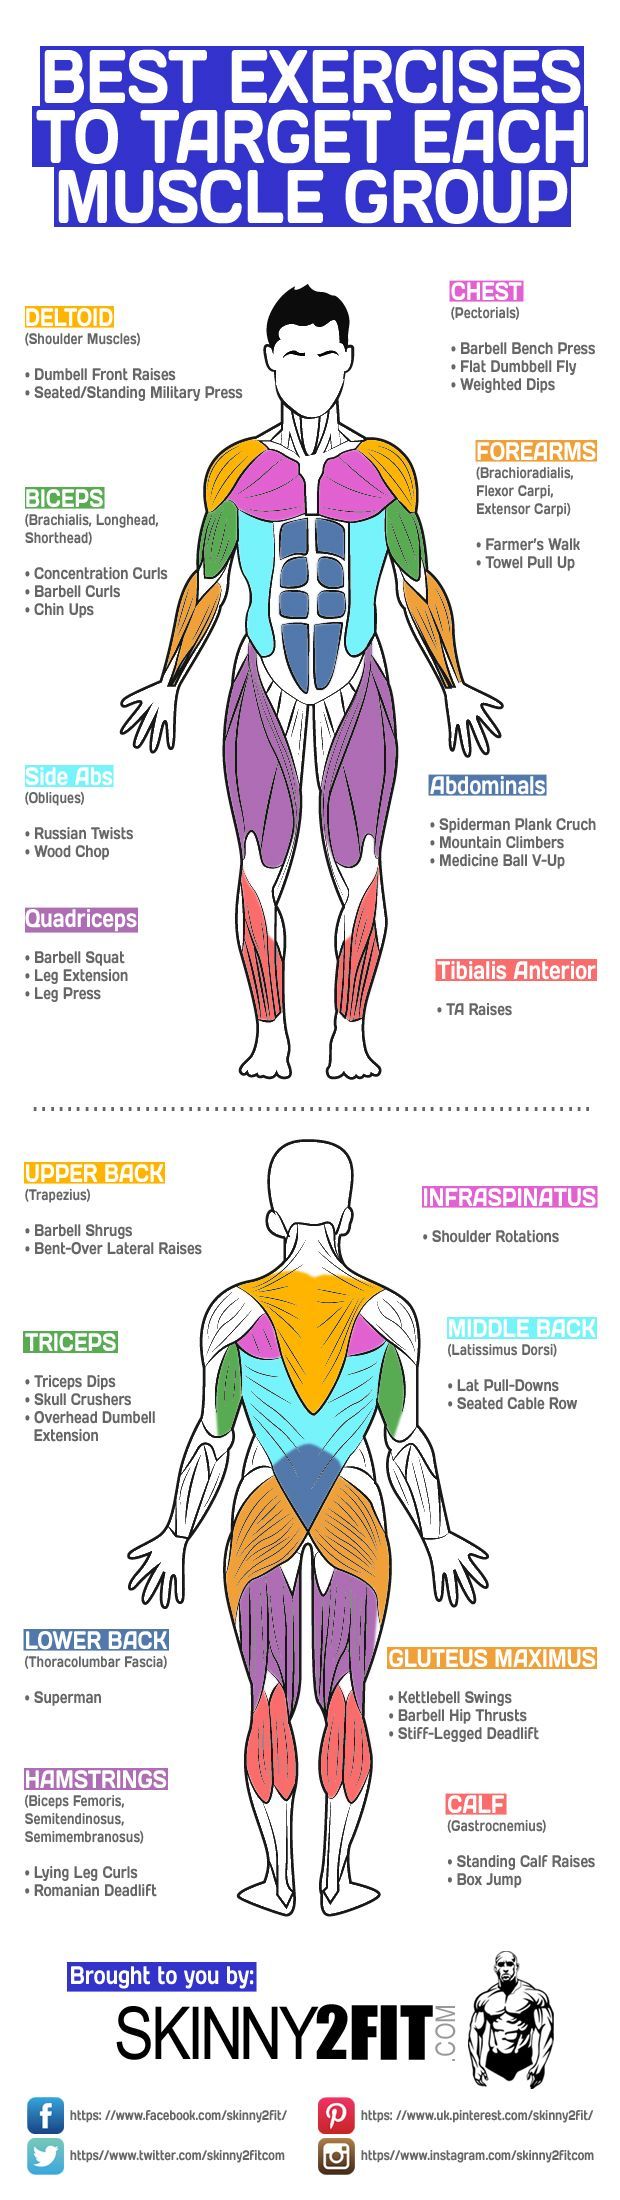 BEST EXERCISES
TO TARGET EACH
MUSCLE GROUP
DELTOID
(Shoulder Muscles)
• Dumbell Front Raises
• Seated/Standing Military Press
CHEST
(Pectorials)
• Barbell Bench Press
• Flat Dumbbell Fly
• Weighted Dips
BICEPS
(Brachialis, Longhead,
Shorthead)
• Concentration Curls
• Barbell Curls
• Chin Ups
FOREARMS
(Brachioradialis,
Flexor Carpi,
Extensor Carpi)
• Farmer's Walk
• Towel Pull Up
Side Abs
(Obliques)
• Russian Twists
• Wood Chop
Abdominals
• Spiderman Plank Cruch
• Mountain Climbers
• Medicine Ball V-Up
Quadriceps
• Barbell Squat
• Leg Extension
• Leg Press
Tibialis Anterior
• TA Raises
UPPER BACK
(Trapezius)
• Barbell Shrugs
• Bent-Over Lateral Raises
INFRASPINATUS
• Shoulder Rotations
TRICEPS
• Triceps Dips
• Skull Crushers
• Overhead Dumbell
Extension
MIDDLE BACK
(Latissimus Dorsi)
• Lat Pull-Downs
• Seated Cable Row
LOWER BACK
(Thoracolumbar Fascia)
• Superman
GLUTEUS MAXIMUS
• Kettlebell Swings
• Barbell Hip Thrusts
• Stiff-Legged Deadlift
HAMSTRINGS
(Biceps Femoris,
Semitendinosus,
Semimembranosus)
• Lying Leg Curls
• Romanian Deadlift
CALF
(Gastrocnemius)
• Standing Calf Raises
• Box Jump
Brought to you by:
SKINNY2FIT.COM
https: //www.facebook.com/skinny2fit/
https: //www.uk.pinterest.com/skinny2fit/
https//www.twitter.com/skinny2fitcom
https//www.instagram.com/skinny2fitcom